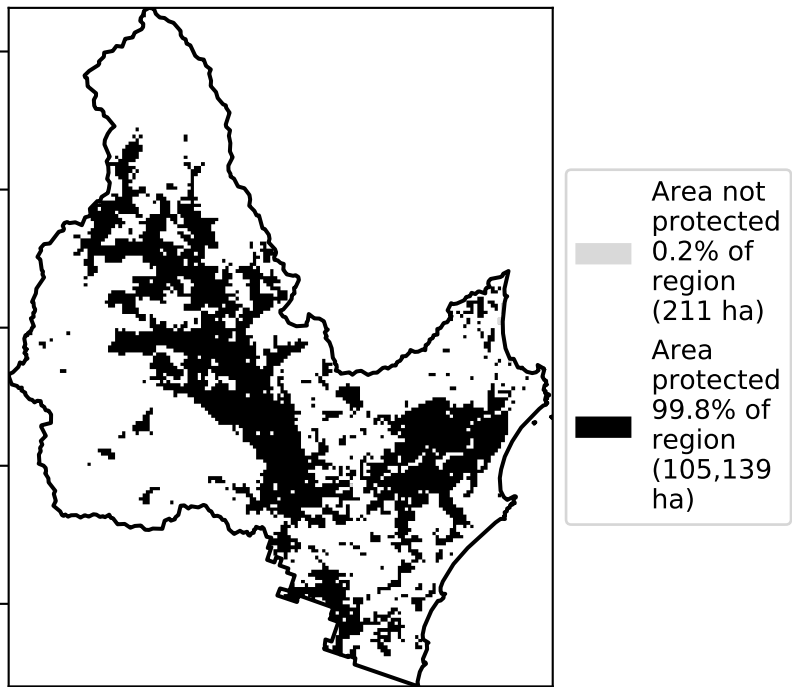 Area not
protected
0.2% of
region
(211 ha)
Area
protected
99.8% of
region
(105,139
ha)